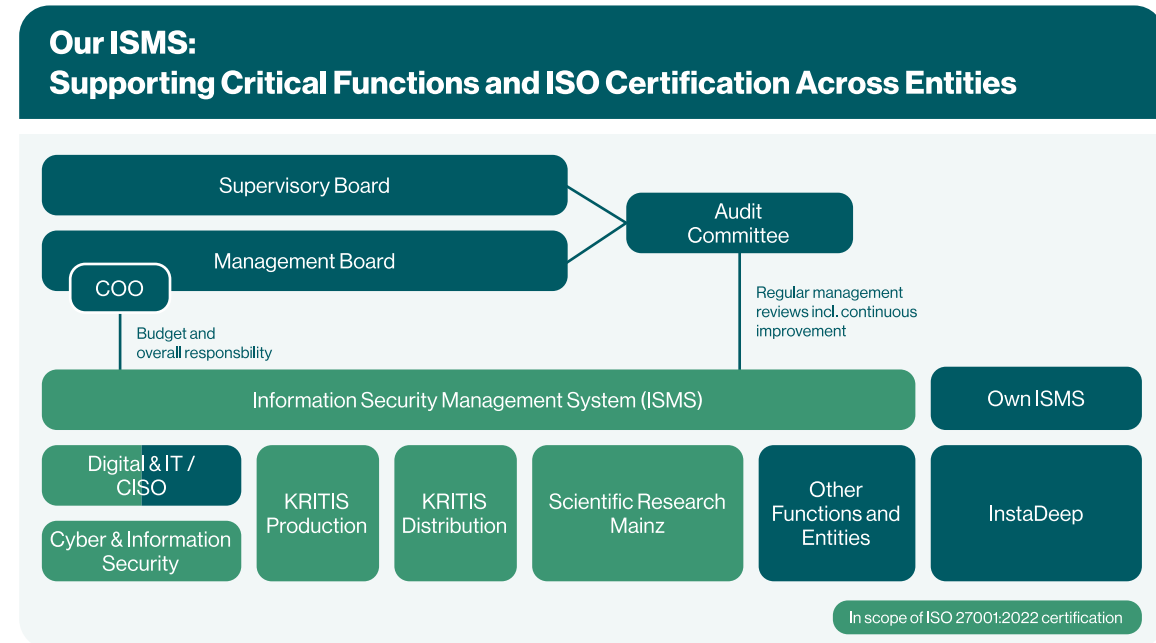 Our ISMS:
Supporting Critical Functions and ISO Certification Across Entities
Supervisory Board
Management Board
COO
Audit
Committee
Budget and
overall responsbility
Regular management
reviews incl. continuous
improvement
Information Security Management System (ISMS)
Own ISMS
Digital & IT /
CISO
Cyber & Information
Security
KRITIS
Production
KRITIS
Distribution
Scientific Research
Mainz
Other
Functions and
Entities
InstaDeep
In scope of ISO 27001:2022 certification